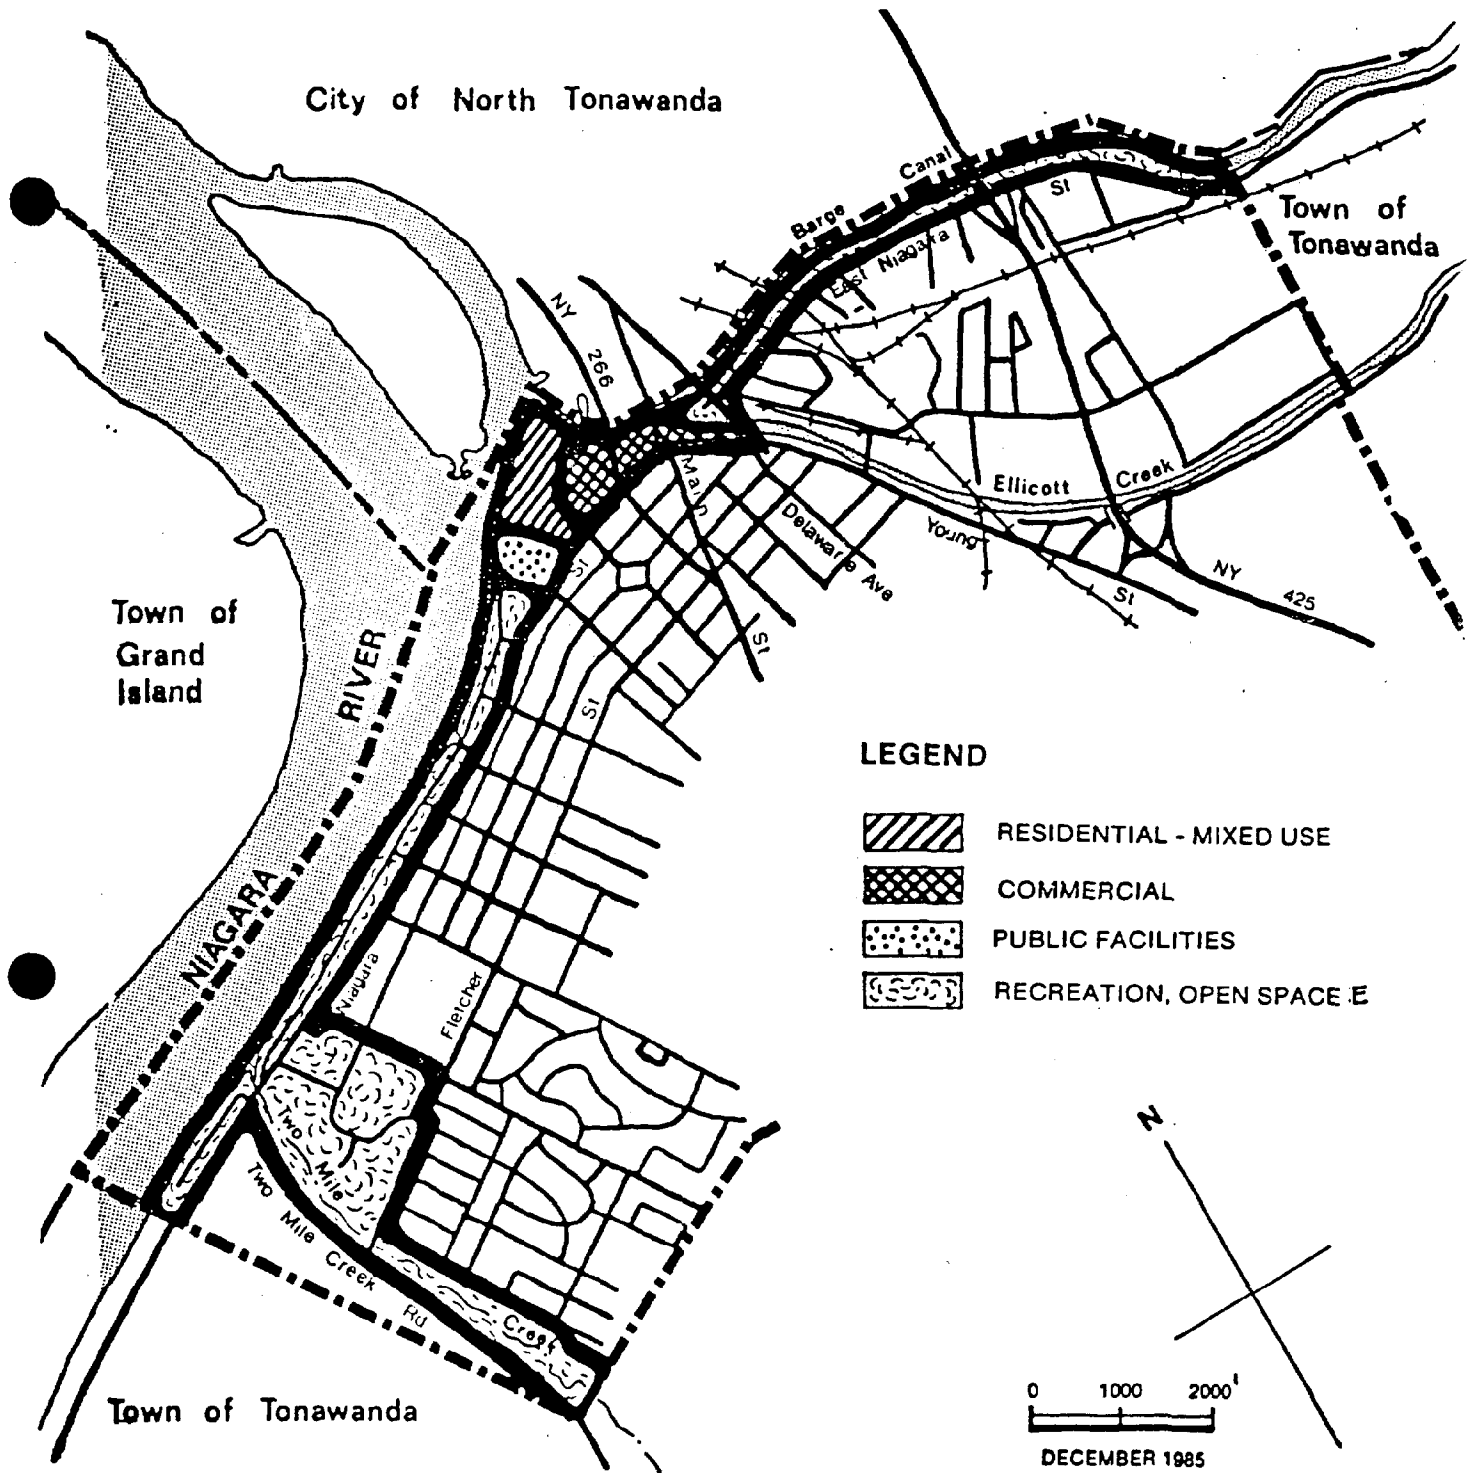 City of North Tonawanda
Barge Canal
St
Town of
Tonawanda
East Niagara
NY 266
Main St
Delaware Ave
Ellicott Creek
Young St
NY 425
Town of
Grand
Island
NIAGARA RIVER
St
St
Niagara
Fletcher
LEGEND
RESIDENTIAL - MIXED USE
COMMERCIAL
PUBLIC FACILITIES
RECREATION, OPEN SPACE E
Two Mile Creek
Two Mile Creek Rd
N
Town of Tonawanda
0 1000 2000'
DECEMBER 1985